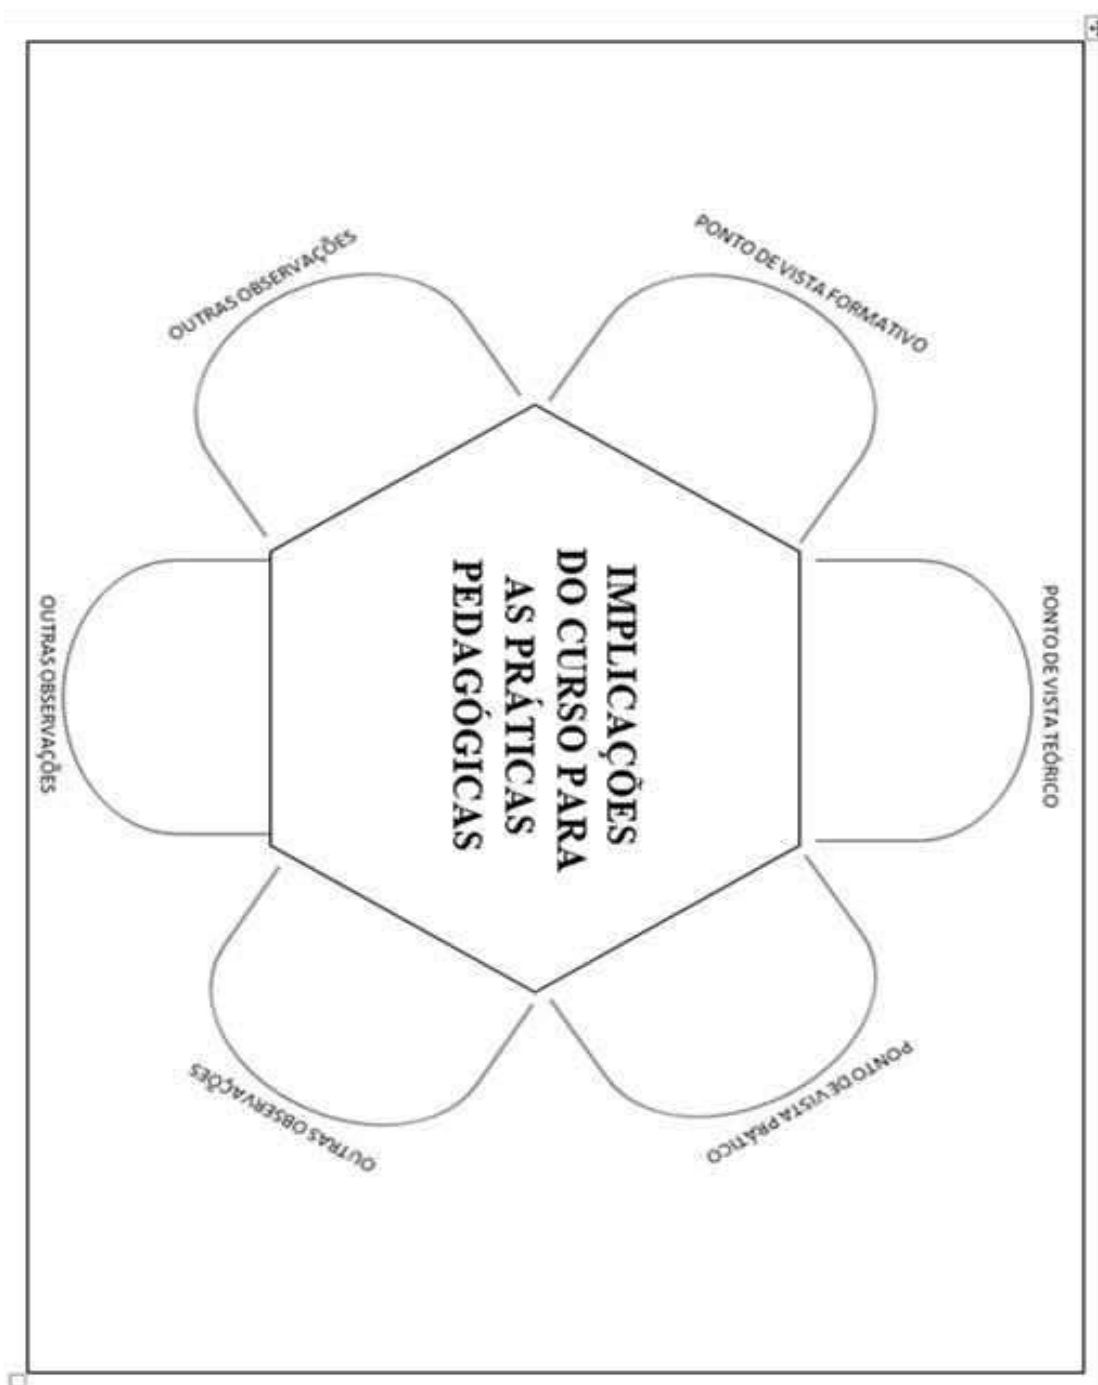 PONTO DE VISTA TEÓRICO
PONTO DE VISTA FORMATIVO
PONTO DE VISTA PRÁTICO
IMPLICAÇÕES
DO CURSO PARA
AS PRÁTICAS
PEDAGÓGICAS
OUTRAS OBSERVAÇÕES
OUTRAS OBSERVAÇÕES
OUTRAS OBSERVAÇÕES